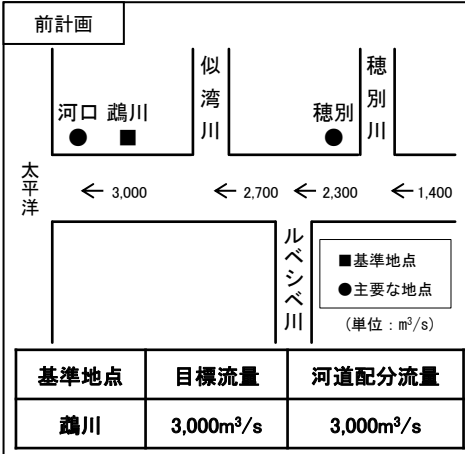 前計画
似湾川
穂別川
河口 鵡川
穂別
太平洋
← 3,000
← 2,700
← 2,300
← 1,400
ルベシベ川
■基準地点
●主要な地点
(単位：m³/s)
基準地点 目標流量 河道配分流量
鵡川 3,000m³/s 3,000m³/s